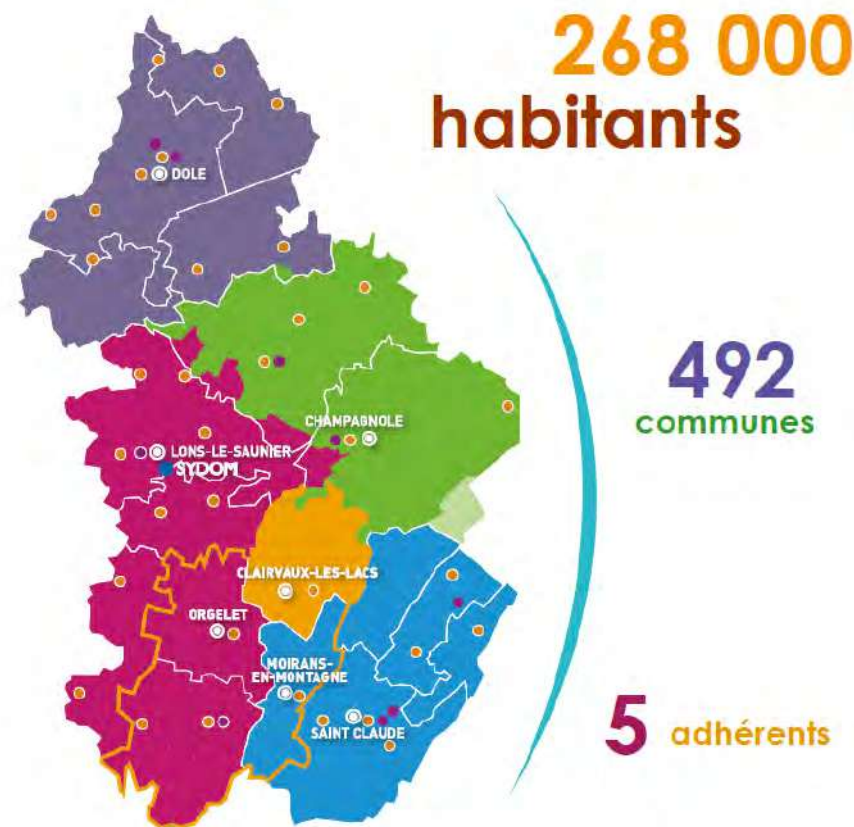 268 000
habitants
DOLE
492
communes
CHAMPAGNOLE
LONS-LE-SAUNIER
SYDOM
CLAIRVAUX-LES-LACS
ORGELET
MOIRANS-
EN-MONTAGNE
SAINT CLAUDE
5 adhérents